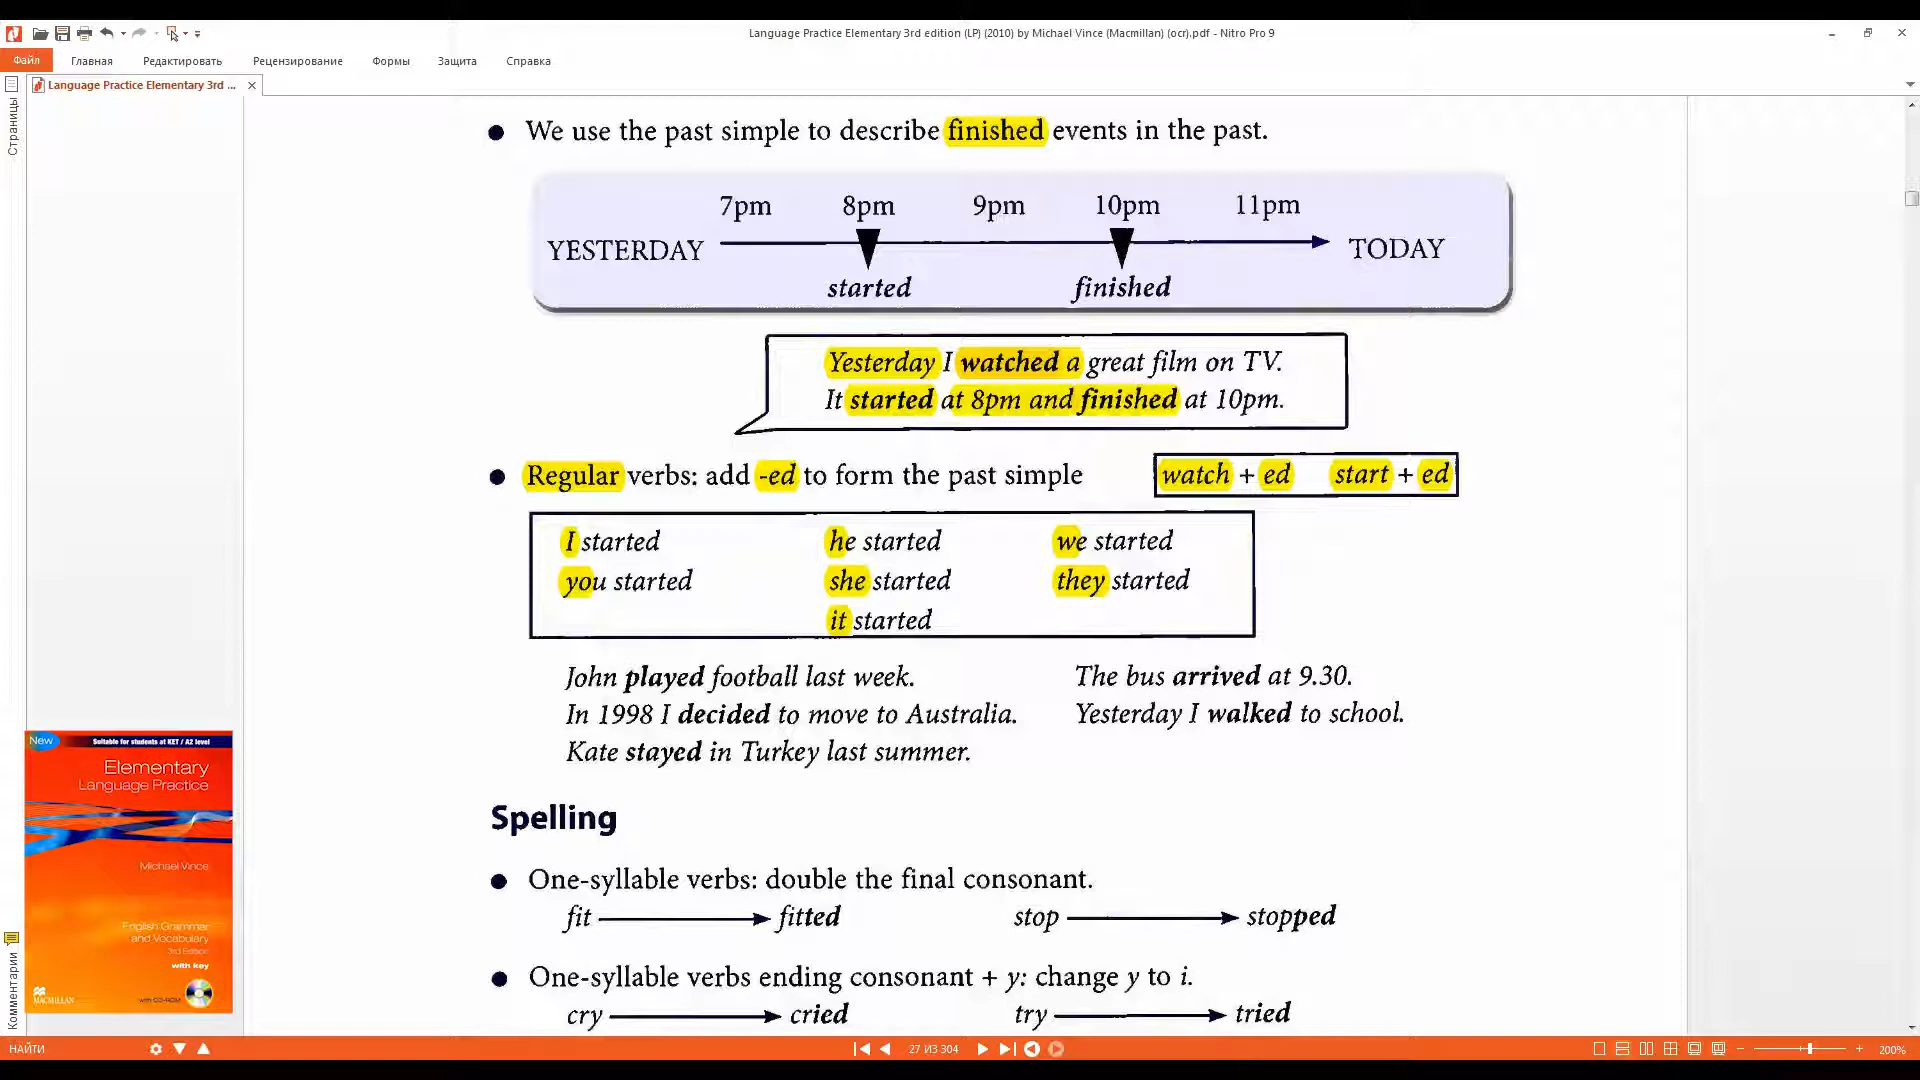 Language Practice Elementary 3rd edition (LP) (2010) by Michael Vince (Macmillan) (ocr).pdf - Nitro Pro 9
Файл Главная Редактировать Рецензирование Формы Защита Справка
Language Practice Elementary 3rd ...
Страницы
● We use the past simple to describe finished events in the past.
7pm 8pm 9pm 10pm 11pm
YESTERDAY TODAY
started finished
Yesterday I watched a great film on TV.
It started at 8pm and finished at 10pm.
● Regular verbs: add -ed to form the past simple
watch + ed start + ed
I started he started we started
you started she started they started
it started
John played football last week. The bus arrived at 9.30.
In 1998 I decided to move to Australia. Yesterday I walked to school.
Kate stayed in Turkey last summer.
Spelling
● One-syllable verbs: double the final consonant.
fit fitted stop stopped
● One-syllable verbs ending consonant + y: change y to i.
cry cried try tried
New
Suitable for students at KET / A2 level
Elementary
Language Practice
Michael Vince
English Grammar
and Vocabulary
3rd Edition
with key
MACMILLAN
with CD-ROM
Комментарии
НАЙТИ 27 ИЗ 304 200%